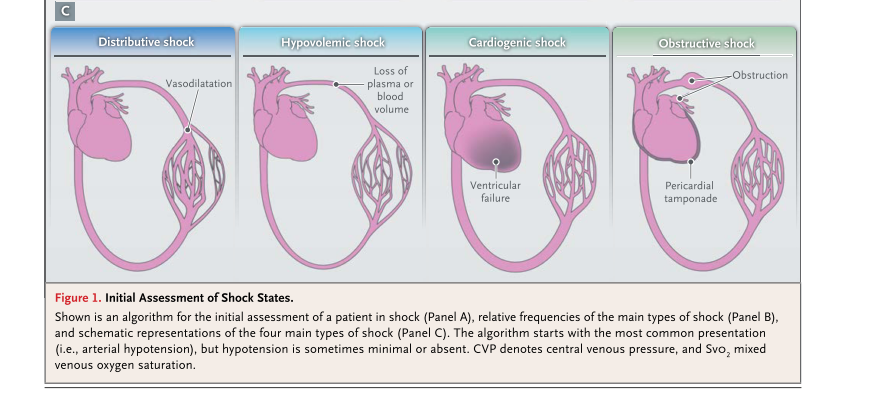 C
Distributive shock
Hypovolemic shock
Cardiogenic shock
Obstructive shock
Vasodilatation
Loss of
plasma or
blood
volume
Ventricular
failure
Obstruction
Pericardial
tamponade
Figure 1. Initial Assessment of Shock States.
Shown is an algorithm for the initial assessment of a patient in shock (Panel A), relative frequencies of the main types of shock (Panel B),
and schematic representations of the four main types of shock (Panel C). The algorithm starts with the most common presentation
(i.e., arterial hypotension), but hypotension is sometimes minimal or absent. CVP denotes central venous pressure, and Svo₂ mixed
venous oxygen saturation.